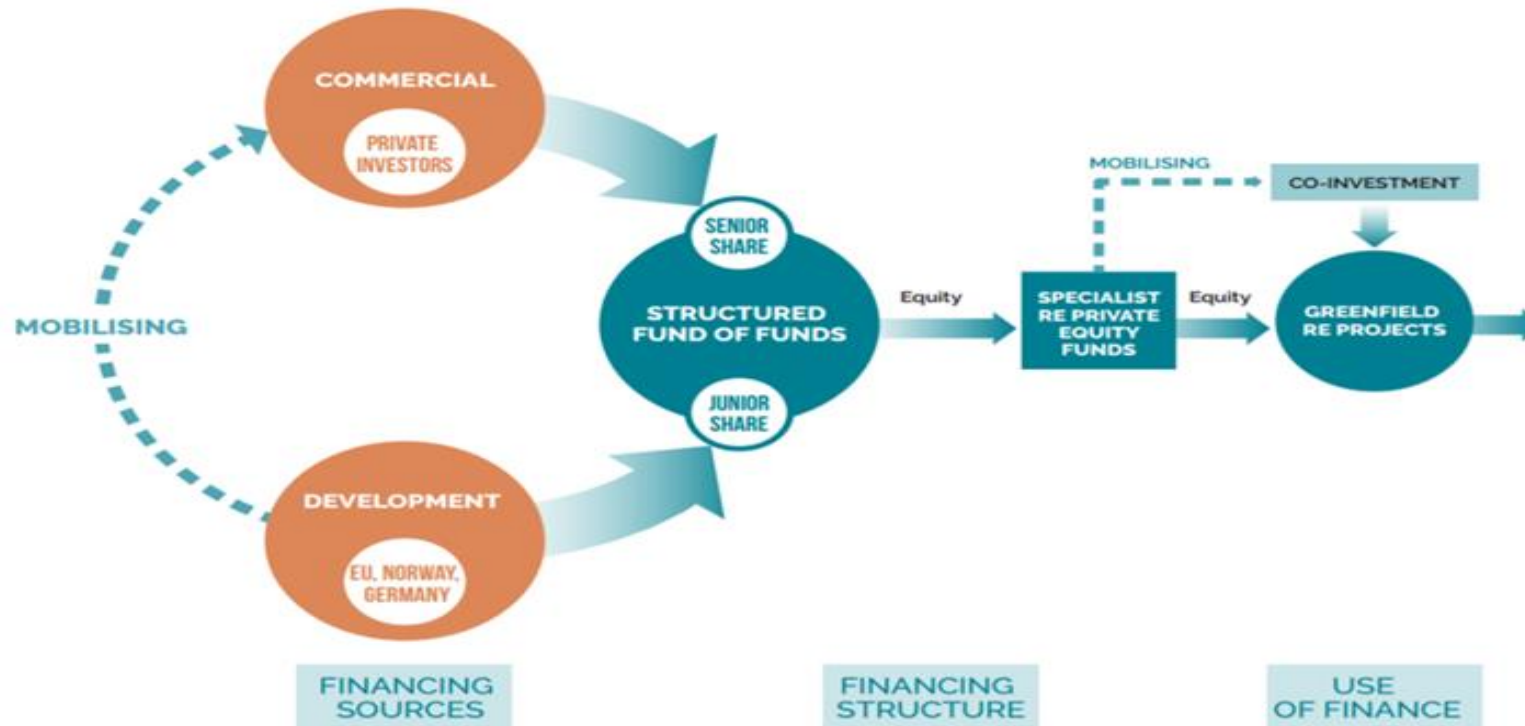 COMMERCIAL
PRIVATE
INVESTORS
MOBILISING
DEVELOPMENT
EU, NORWAY,
GERMANY
SENIOR
SHARE
STRUCTURED
FUND OF FUNDS
JUNIOR
SHARE
Equity
SPECIALIST
RE PRIVATE
EQUITY
FUNDS
MOBILISING
CO-INVESTMENT
Equity
GREENFIELD
RE PROJECTS
FINANCING
SOURCES
FINANCING
STRUCTURE
USE
OF FINANCE